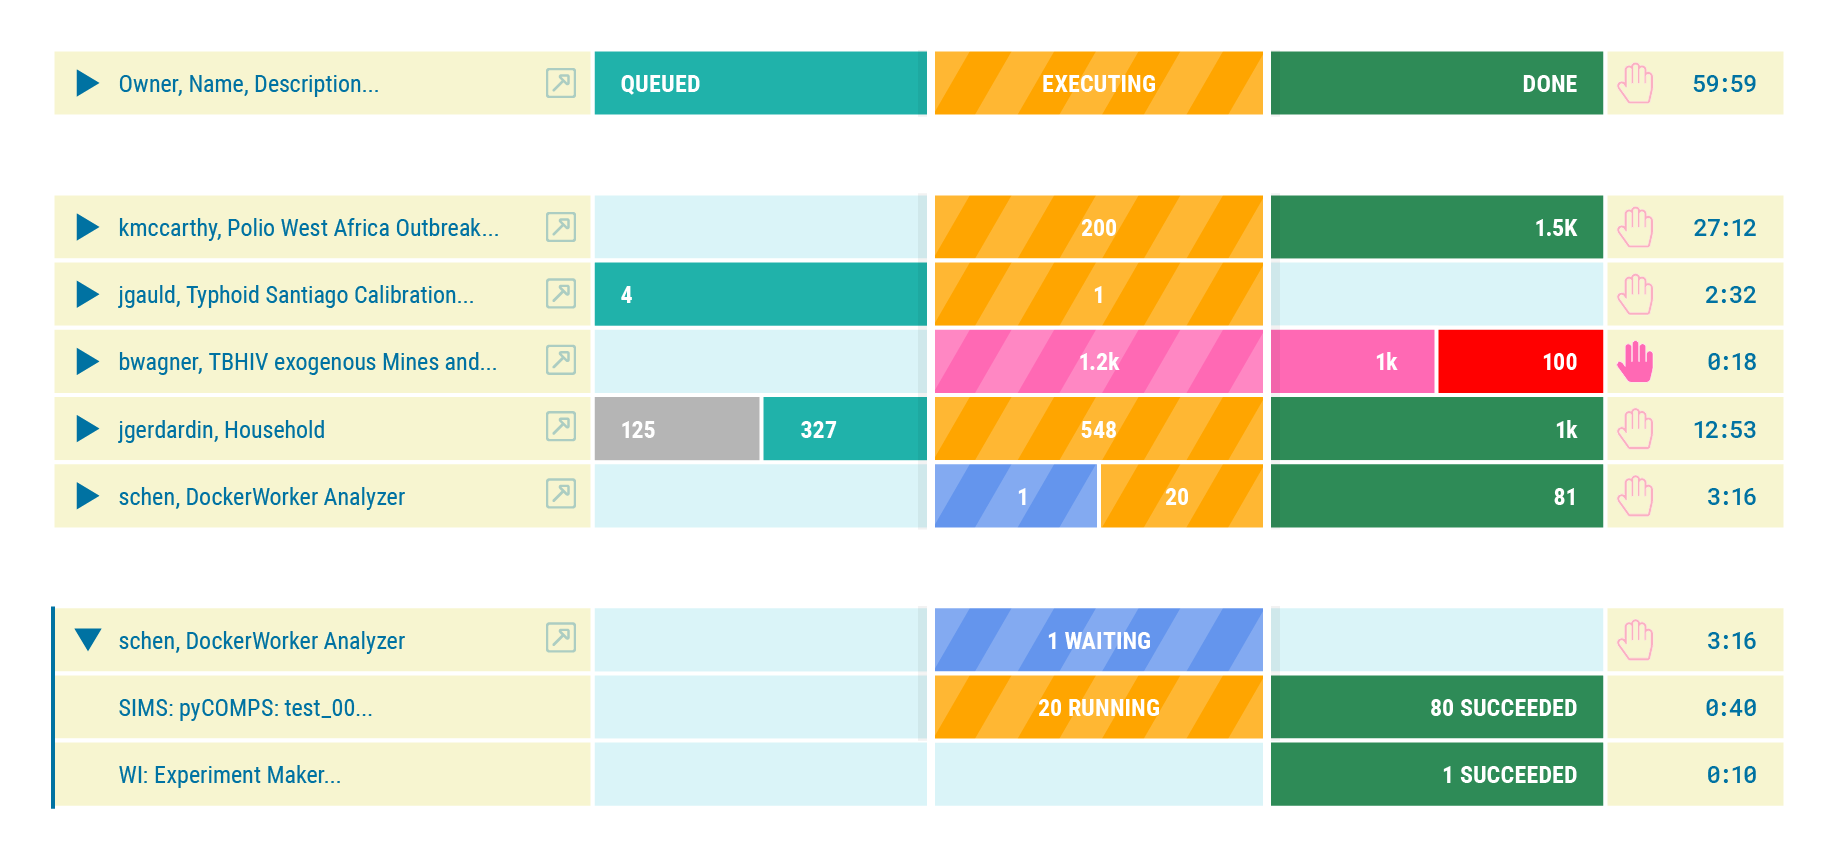 Owner, Name, Description... QUEUED EXECUTING DONE 59:59
kmccarthy, Polio West Africa Outbreak... 200 1.5K 27:12
jgauld, Typhoid Santiago Calibration... 4 1 2:32
bwagner, TBHIV exogenous Mines and... 1.2k 1k 100 0:18
jgerdardin, Household 125 327 548 1k 12:53
schen, DockerWorker Analyzer 1 20 81 3:16
schen, DockerWorker Analyzer 1 WAITING 3:16
SIMS: pyCOMPS: test_00... 20 RUNNING 80 SUCCEEDED 0:40
WI: Experiment Maker... 1 SUCCEEDED 0:10